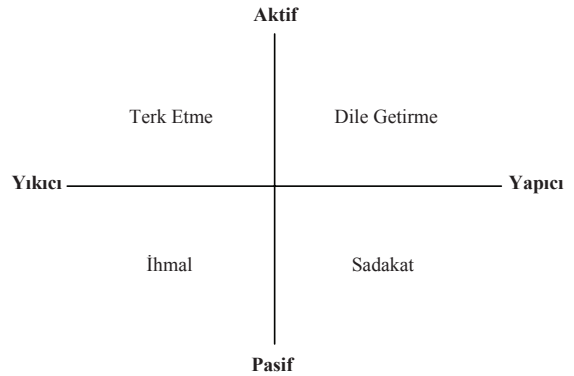 Aktif
Terk Etme
Dile Getirme
Yıkıcı
Yapıcı
İhmal
Sadakat
Pasif